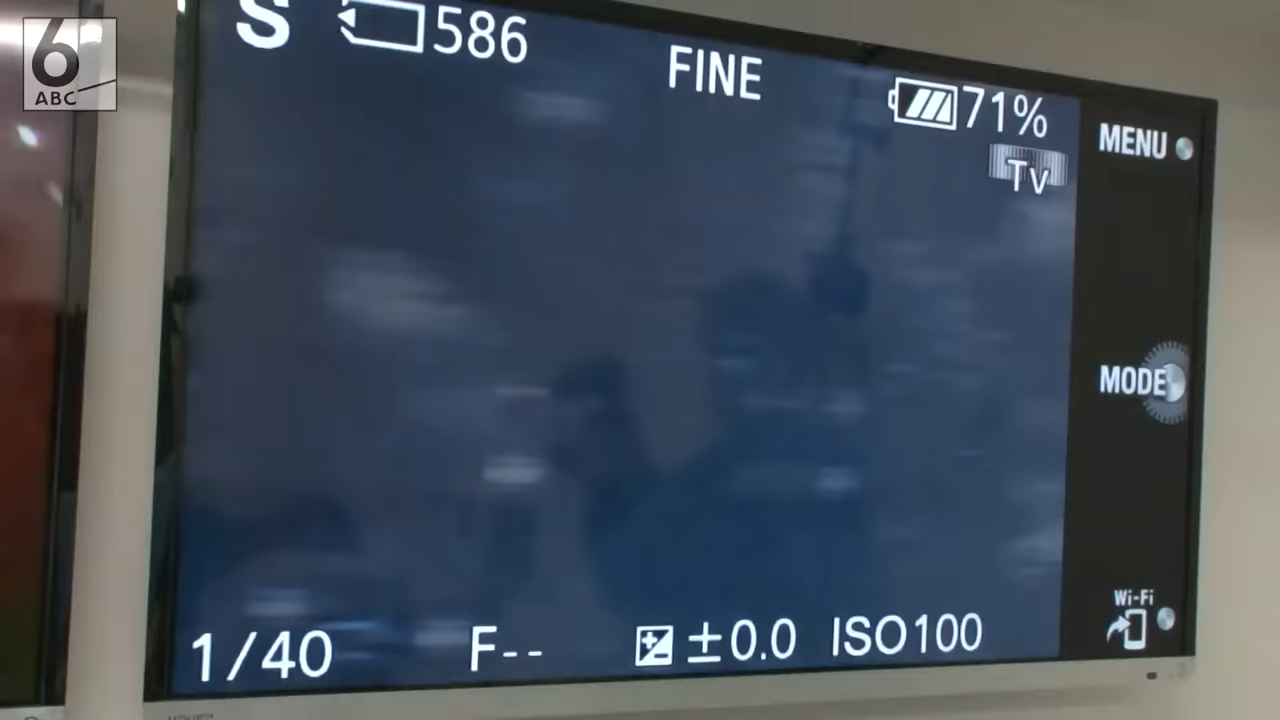 6
ABC
S 586 FINE 71%
Tv
MENU
MODE
Wi-Fi
1/40 F-- ±0.0 ISO100